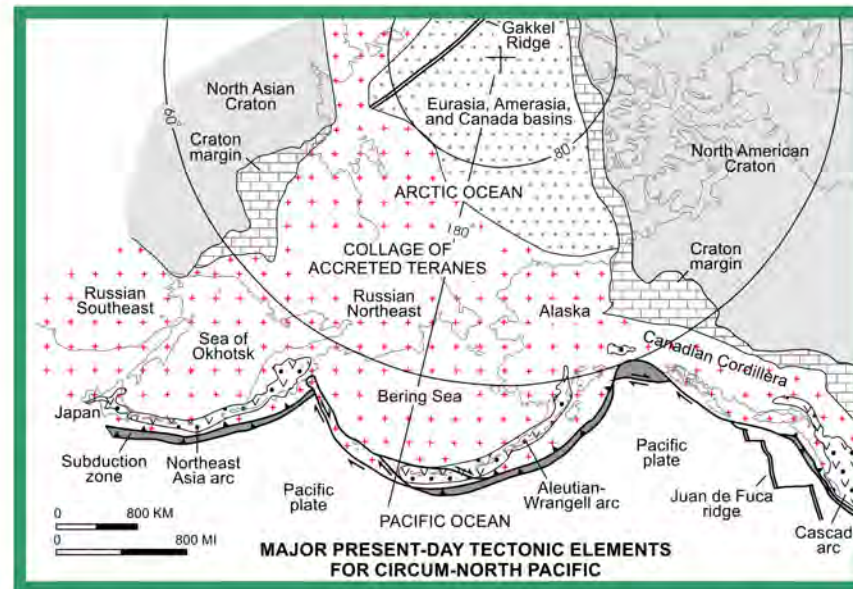 Gakkel
Ridge
North Asian
Craton
Eurasia, Amerasia,
and Canada basins
60°
Craton
margin
80°
North American
Craton
ARCTIC OCEAN
180°
COLLAGE OF
ACCRETED TERANES
Craton
margin
Russian
Southeast
Russian
Northeast
Alaska
Sea of
Okhotsk
Canadian Cordillera
Bering Sea
Japan
Subduction
zone
Northeast
Asia arc
Pacific
plate
Aleutian-
Wrangell arc
Pacific
plate
Juan de Fuca
ridge
PACIFIC OCEAN
Cascad
arc
0 800 KM
0 800 MI
MAJOR PRESENT-DAY TECTONIC ELEMENTS
FOR CIRCUM-NORTH PACIFIC